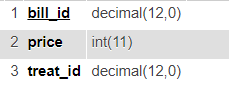 1 bill_id decimal(12,0)
2 price int(11)
3 treat_id decimal(12,0)